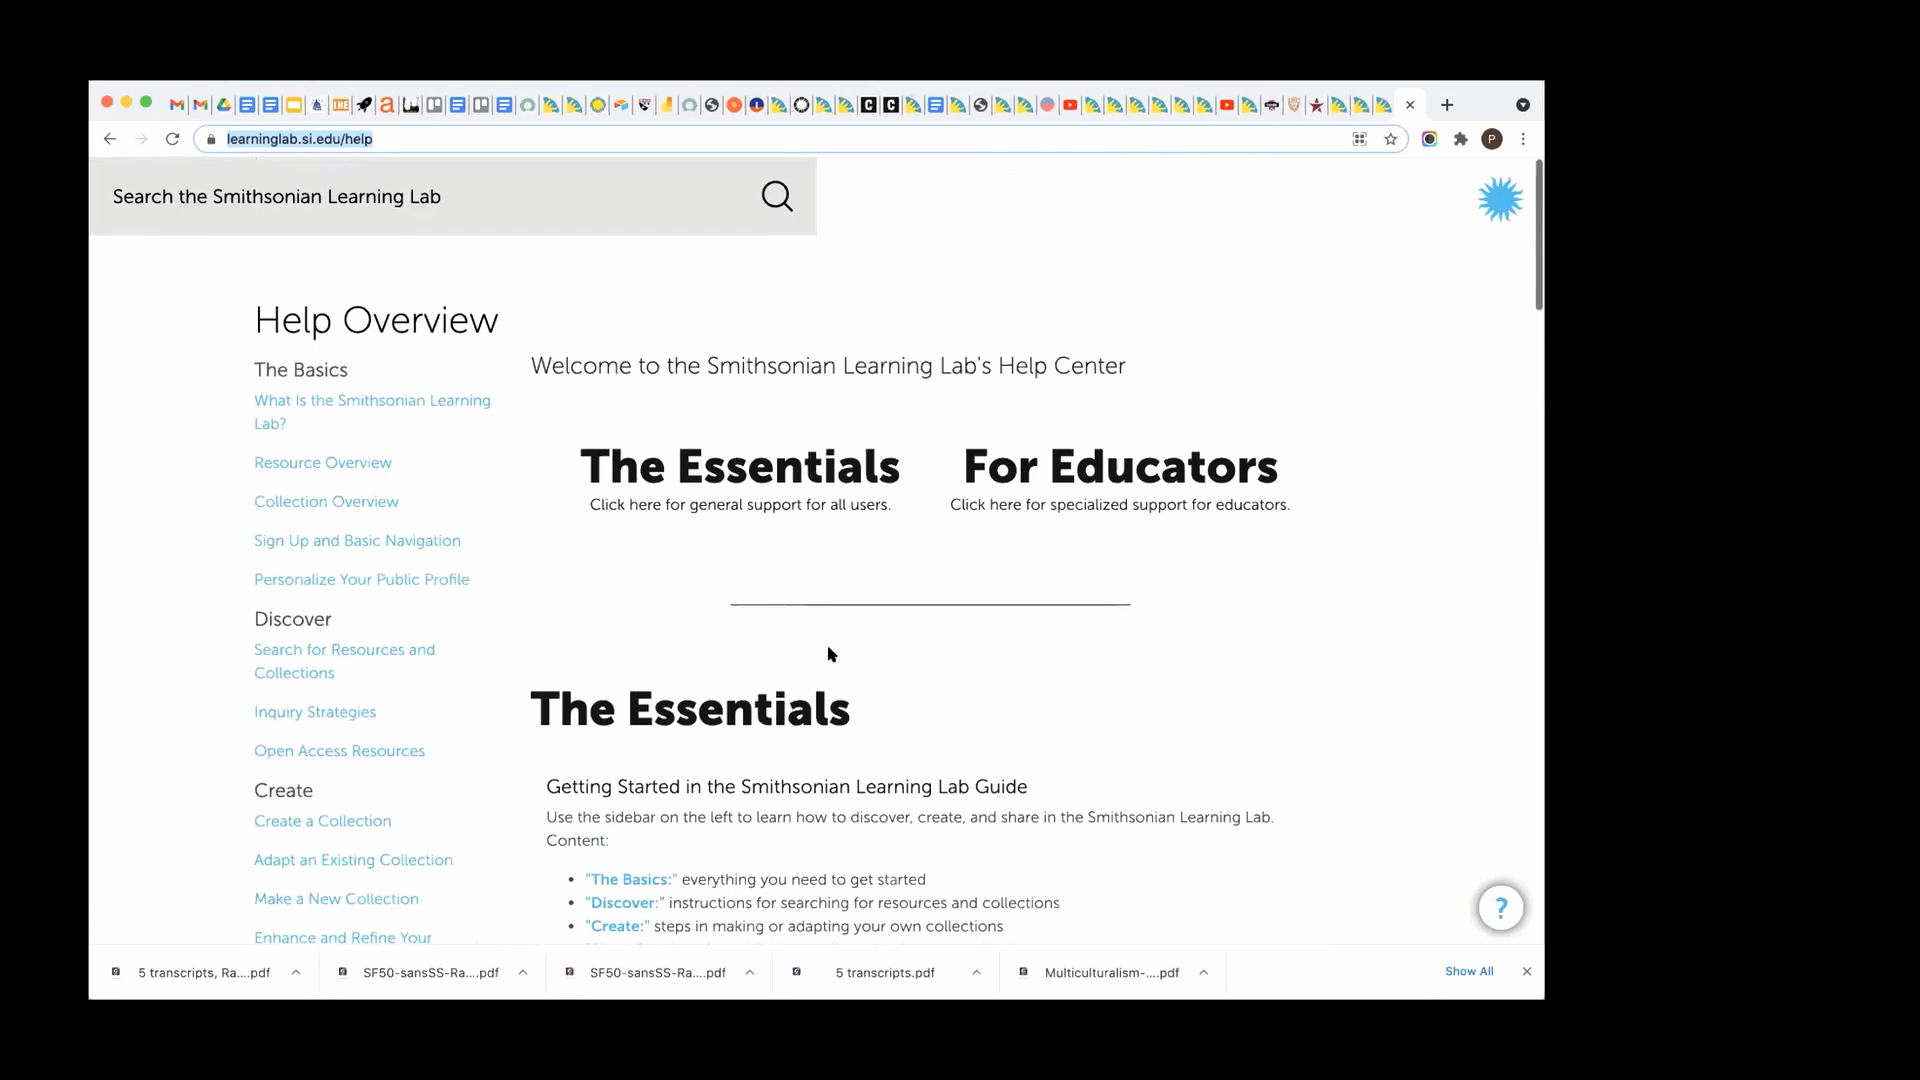 learninglab.si.edu/help
P
Search the Smithsonian Learning Lab
Help Overview
The Basics
What Is the Smithsonian Learning
Lab?
Resource Overview
Collection Overview
Sign Up and Basic Navigation
Personalize Your Public Profile
Discover
Search for Resources and
Collections
Inquiry Strategies
Open Access Resources
Create
Create a Collection
Adapt an Existing Collection
Make a New Collection
Enhance and Refine Your
Welcome to the Smithsonian Learning Lab's Help Center
The Essentials
Click here for general support for all users.
For Educators
Click here for specialized support for educators.
The Essentials
Getting Started in the Smithsonian Learning Lab Guide
Use the sidebar on the left to learn how to discover, create, and share in the Smithsonian Learning Lab.
Content:
• "The Basics:" everything you need to get started
• "Discover:" instructions for searching for resources and collections
• "Create:" steps in making or adapting your own collections
?
5 transcripts, Ra....pdf
SF50-sansSS-Ra....pdf
SF50-sansSS-Ra....pdf
5 transcripts.pdf
Multiculturalism-....pdf
Show All